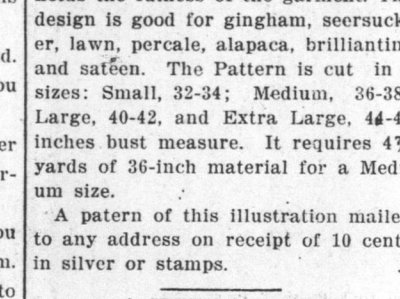 design is good for gingham, seersuck
er, lawn, percale, alapaca, brilliantin
and sateen. The Pattern is cut in
sizes: Small, 32-34; Medium, 36-38
Large, 40-42, and Extra Large, 44-4
inches bust measure. It requires 4
yards of 36-inch material for a Med
um size.
A patern of this illustration maile
to any address on receipt of 10 cent
in silver or stamps.